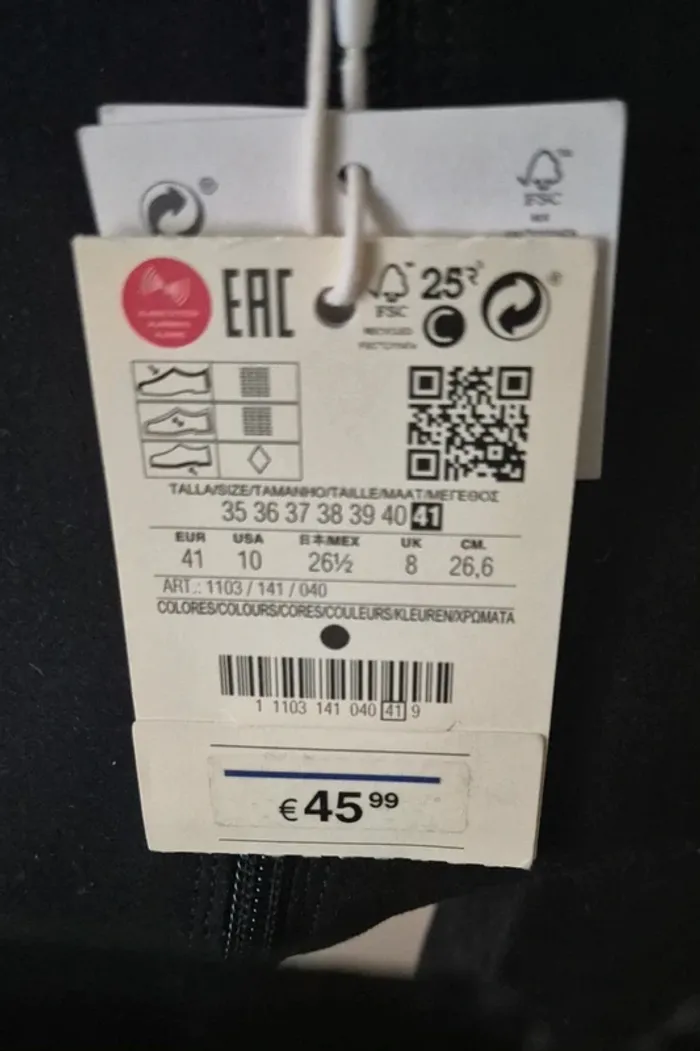 ®
FSC
EAC
FSC
25R
®
TALLA/SIZE/TAMANHO/TAILLE/MAAT/ΜΕΓΕΘΟΣ
35 36 37 38 39 40 41
EUR USA 日本/MEX UK CM.
41 10 26½ 8 26,6
ART.: 1103 / 141 / 040
COLORES/COLOURS/CORES/COULEURS/KLEUREN/ΧΡΩΜΑΤΑ
1 1103 141 040 41 9
€45 99